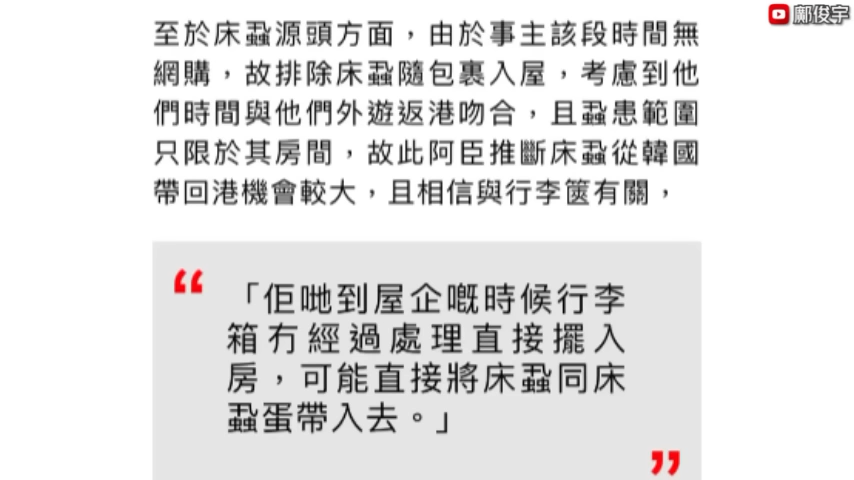 鄺俊宇
至於床蝨源頭方面，由於事主該段時間無
網購，故排除床蝨隨包裹入屋，考慮到他
們時間與他們外遊返港吻合，且蝨患範圍
只限於其房間，故此阿臣推斷床蝨從韓國
帶回港機會較大，且相信與行李篋有關，
“
「佢哋到屋企嘅時候行李
箱冇經過處理直接擺入
房，可能直接將床蝨同床
蝨蛋帶入去。」
”